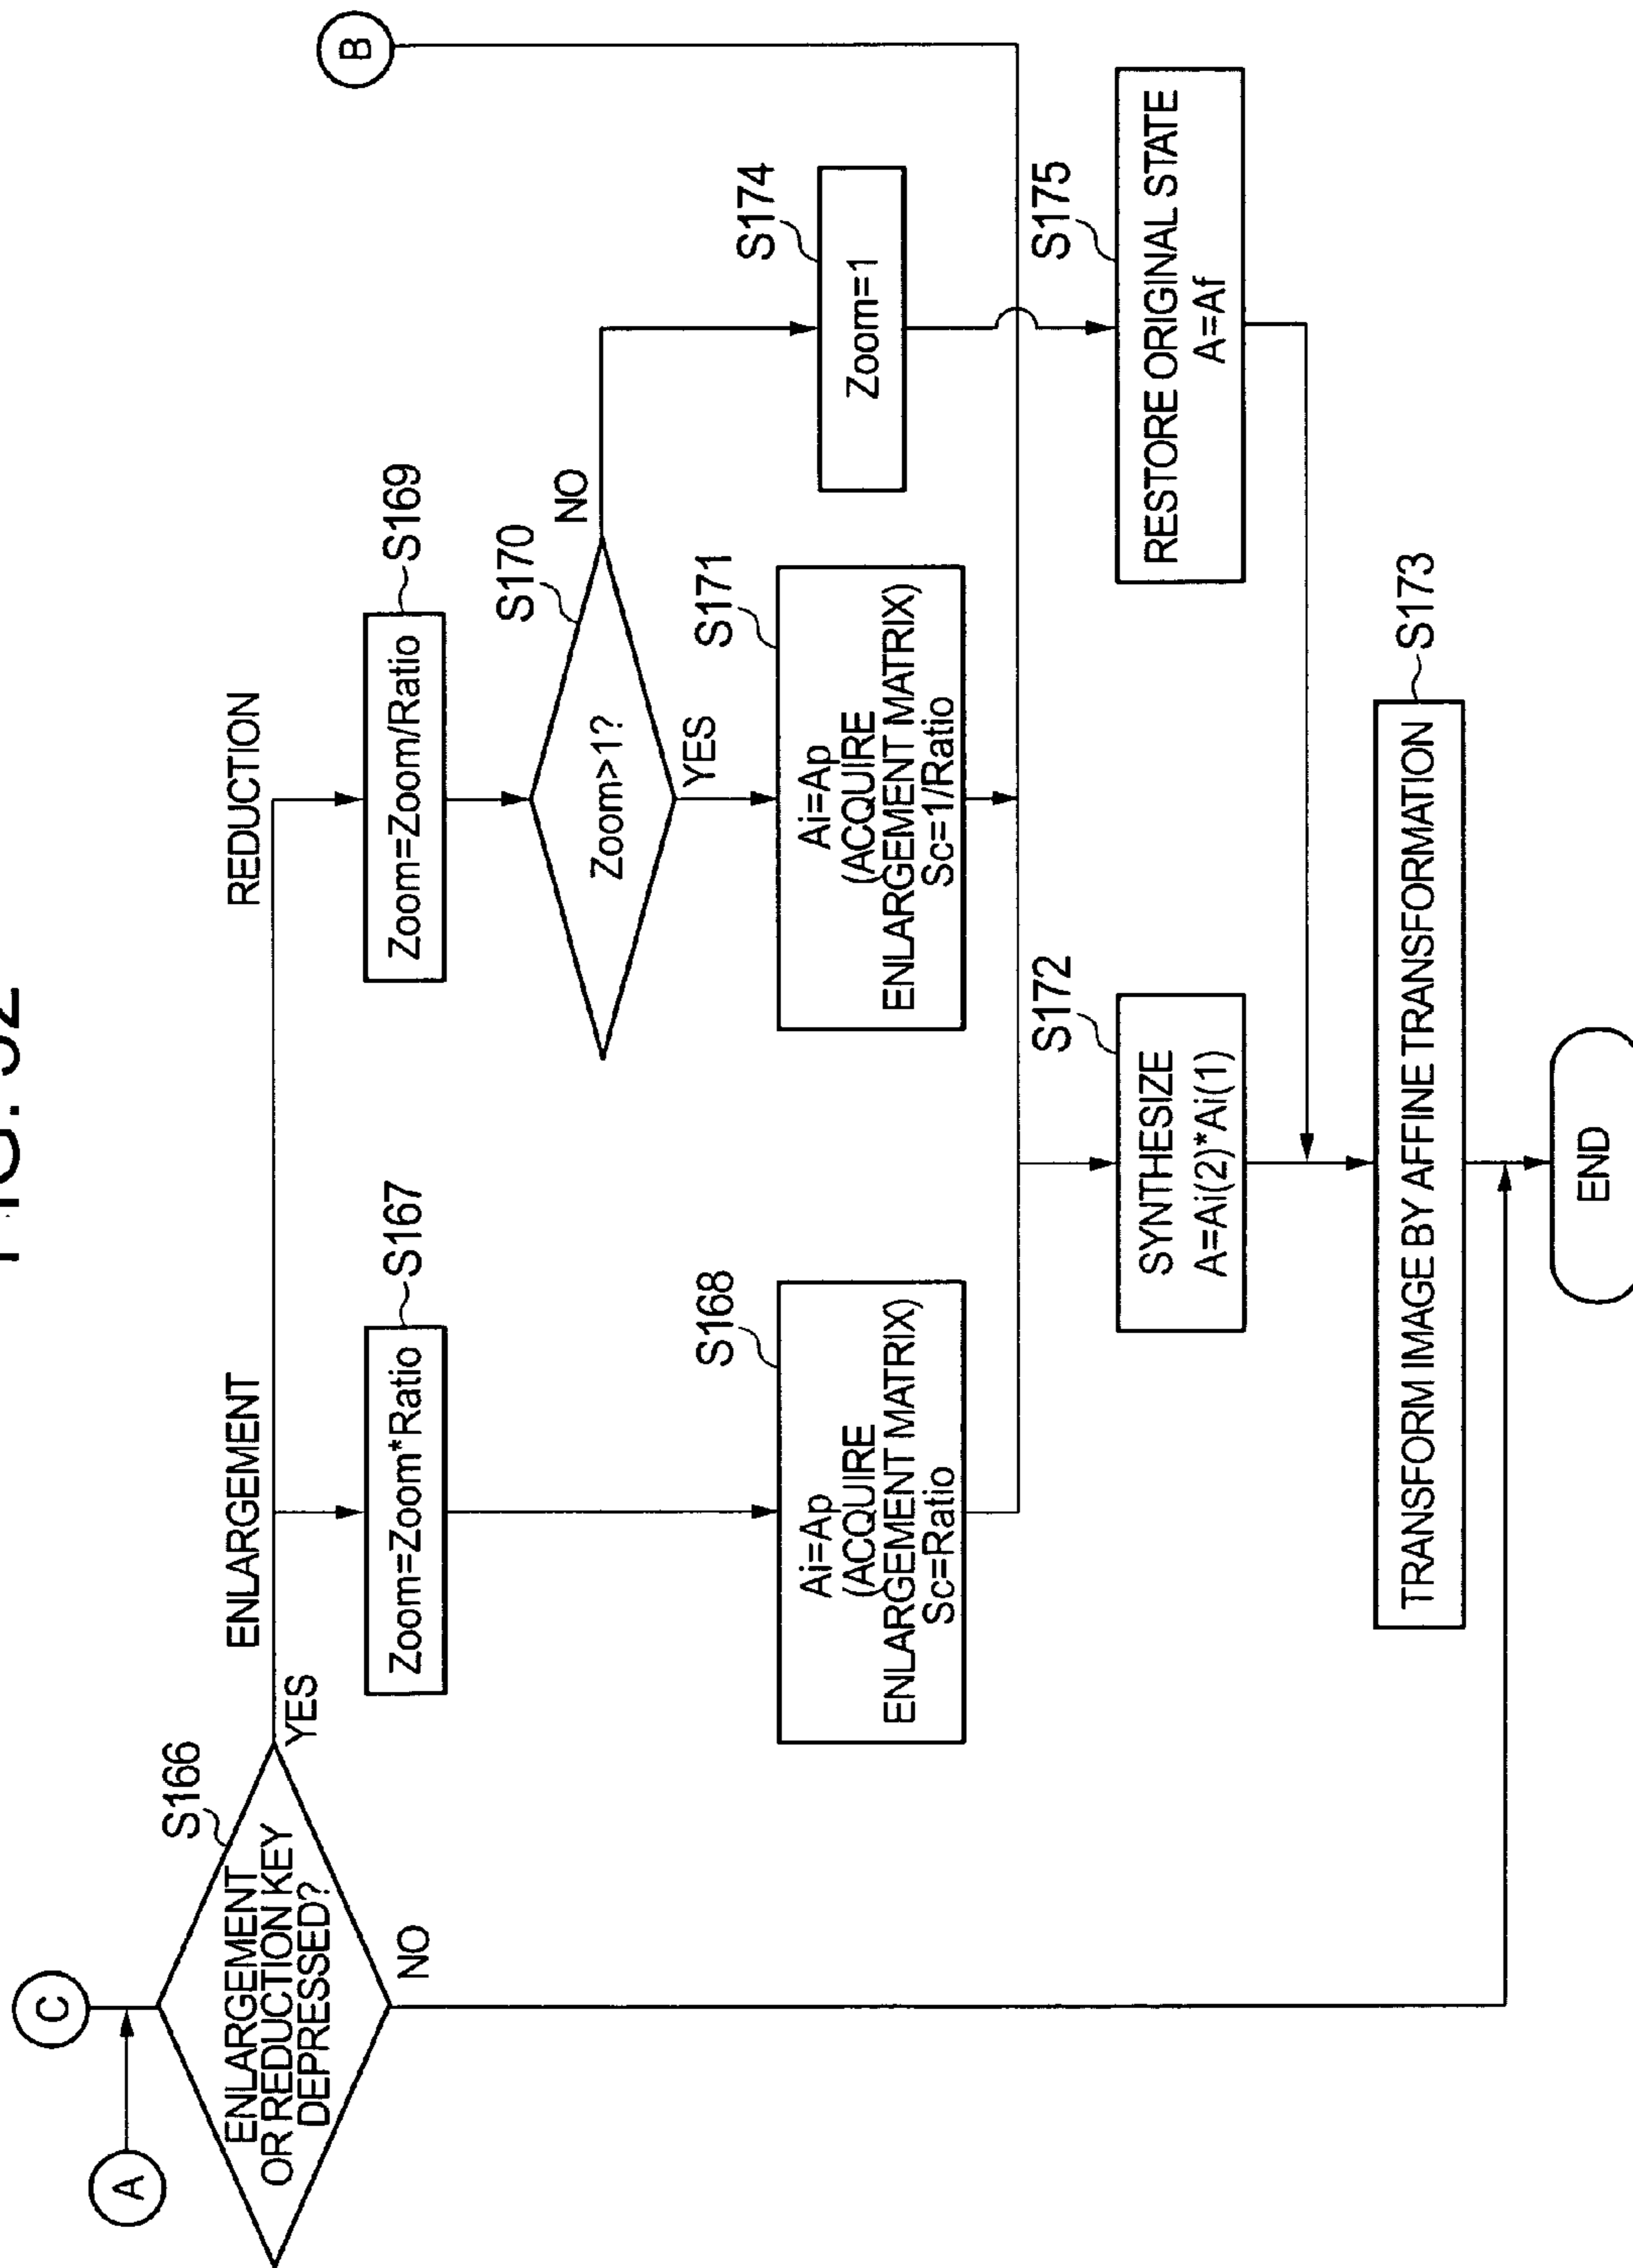 C
A
B
S166
ENLARGEMENT
OR REDUCTION KEY
DEPRESSED?
YES
NO
ENLARGEMENT
REDUCTION
S167
Zoom=Zoom*Ratio
S169
Zoom=Zoom/Ratio
S170
Zoom>1?
NO
YES
S168
Ai=Ap
(ACQUIRE
ENLARGEMENT MATRIX)
Sc=Ratio
S171
Ai=Ap
(ACQUIRE
ENLARGEMENT MATRIX)
Sc=1/Ratio
S174
Zoom=1
S172
SYNTHESIZE
A=Ai(2)*Ai(1)
S175
RESTORE ORIGINAL STATE
A=Af
S173
TRANSFORM IMAGE BY AFFINE TRANSFORMATION
END